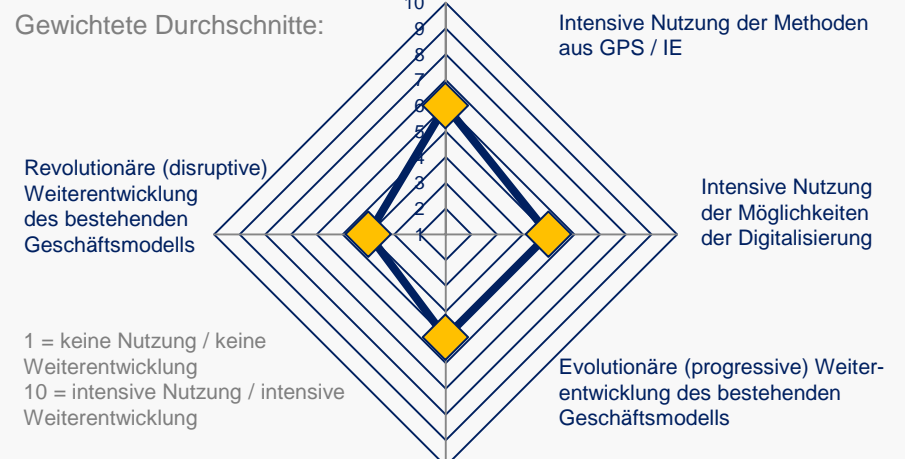 Gewichtete Durchschnitte:
10
9
8
7
6
5
4
3
2
1
Intensive Nutzung der Methoden
aus GPS / IE
Revolutionäre (disruptive)
Weiterentwicklung
des bestehenden
Geschäftsmodells
Intensive Nutzung
der Möglichkeiten
der Digitalisierung
1 = keine Nutzung / keine
Weiterentwicklung
10 = intensive Nutzung / intensive
Weiterentwicklung
Evolutionäre (progressive) Weiter-
entwicklung des bestehenden
Geschäftsmodells